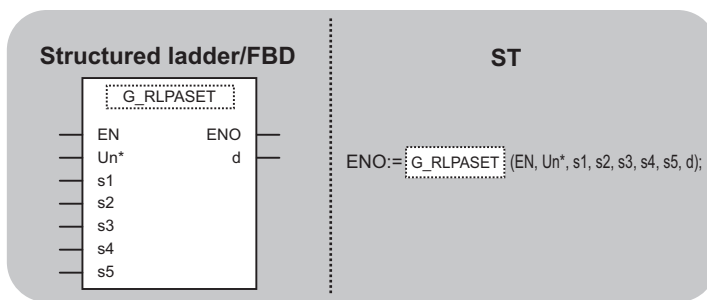 Structured ladder/FBD
G_RLPASET
EN ENO
Un* d
s1
s2
s3
s4
s5
ST
ENO:= G_RLPASET (EN, Un*, s1, s2, s3, s4, s5, d);